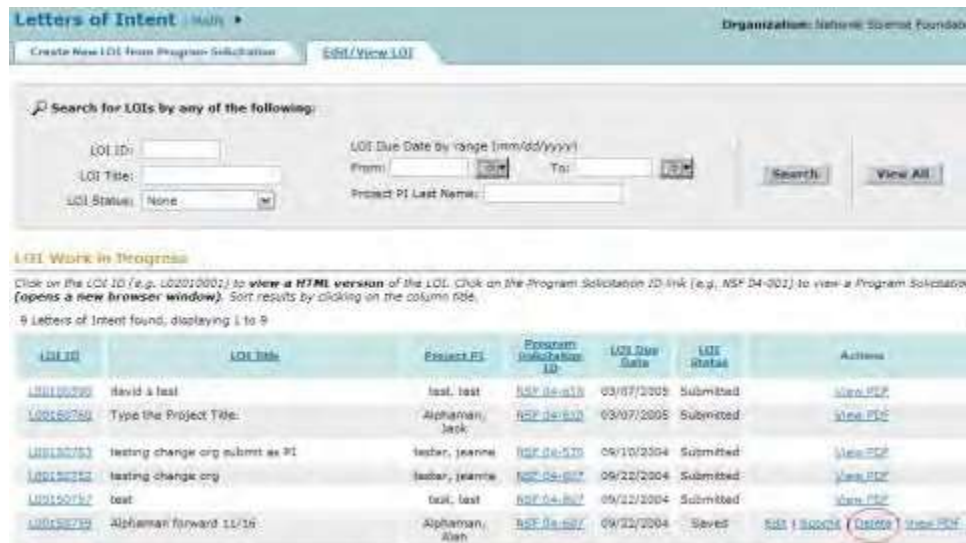 Letters of Intent Main
Organization: National Science Foundation
Create New LOI from Program Solicitation Edit/View LOI
Search for LOIs by any of the following:
LOI ID:
LOI Due Date by range (mm/dd/yyyy)
From: To:
LOI Title:
Search View All
Project PI Last Name:
LOI Status: None
LOI Work in Progress
Click on the LOI ID (e.g. L02010001) to view a HTML version of the LOI. Click on the Program Solicitation ID link (e.g. NSF 04-001) to view a Program Solicitation
(opens a new browser window). Sort results by clicking on the column title.
9 Letters of Intent found, displaying 1 to 9
LOI ID LOI Title Project PI Program Solicitation ID LOI Due Date LOI Status Actions
david s test test, test 03/07/2005 Submitted View PDF
Type the Project Title: Alphaman, Jack 03/07/2005 Submitted View PDF
testing change org submit as PI tester, jeanne 09/10/2004 Submitted View PDF
testing change org tester, jeanne 09/22/2004 Submitted View PDF
test test, test 09/22/2004 Submitted View PDF
Alphaman forward 11/16 Alphaman, Alan 09/22/2004 Saved Edit | Submit | Delete | View PDF